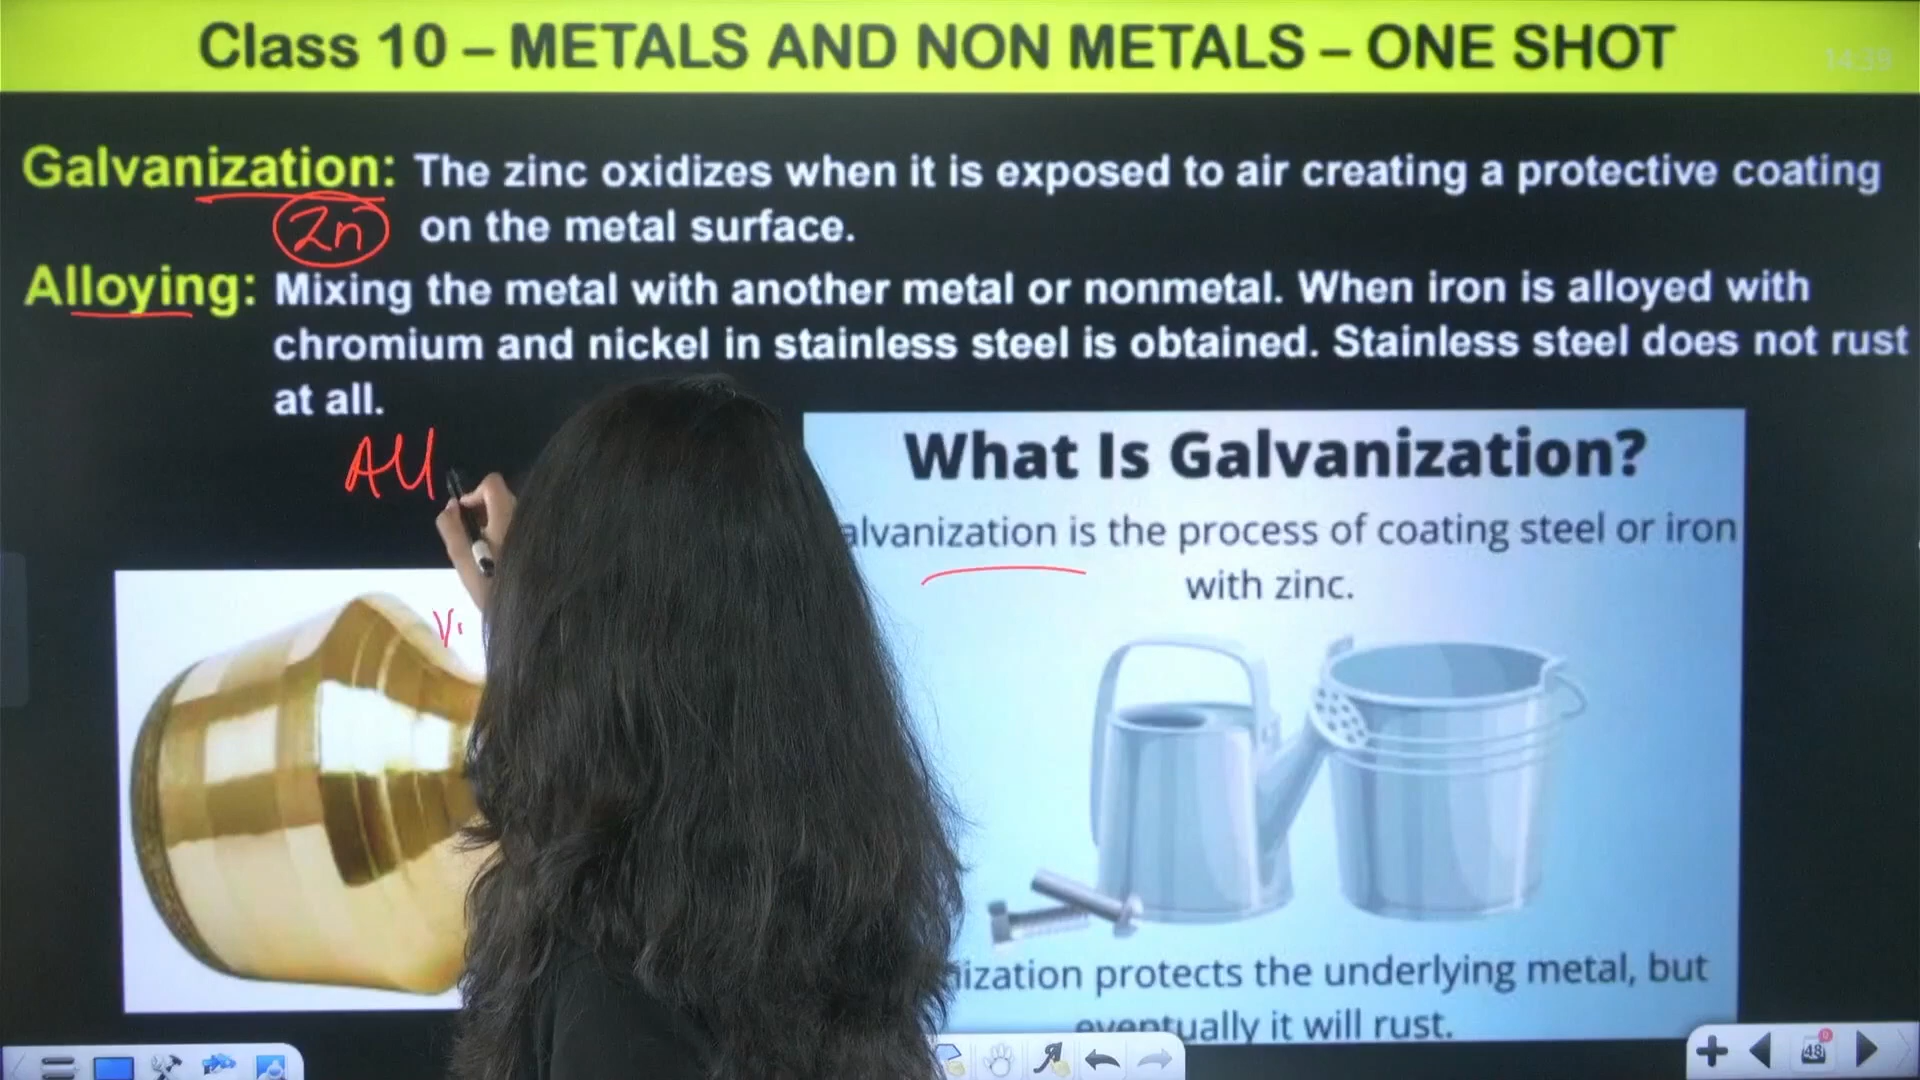 Class 10 – METALS AND NON METALS – ONE SHOT
14:39
Galvanization: The zinc oxidizes when it is exposed to air creating a protective coating
Zn on the metal surface.
Alloying: Mixing the metal with another metal or nonmetal. When iron is alloyed with
chromium and nickel in stainless steel is obtained. Stainless steel does not rust
at all.
All
What Is Galvanization?
alvanization is the process of coating steel or iron
with zinc.
ization protects the underlying metal, but
eventually it will rust.
48